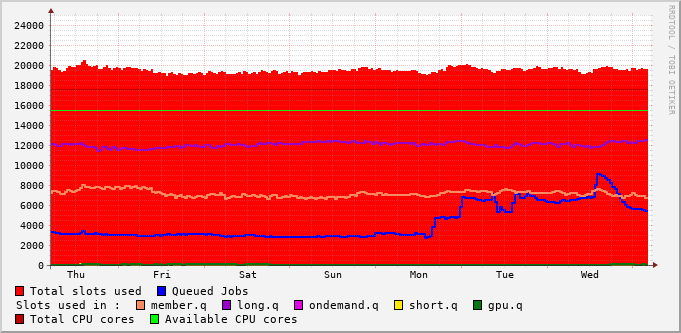 24000
22000
20000
18000
16000
14000
12000
10000
8000
6000
4000
2000
0
Thu Fri Sat Sun Mon Tue Wed
Total slots used Queued Jobs
Slots used in : member.q long.q ondemand.q short.q gpu.q
Total CPU cores Available CPU cores
RRDTOOL / TOBI OETIKER